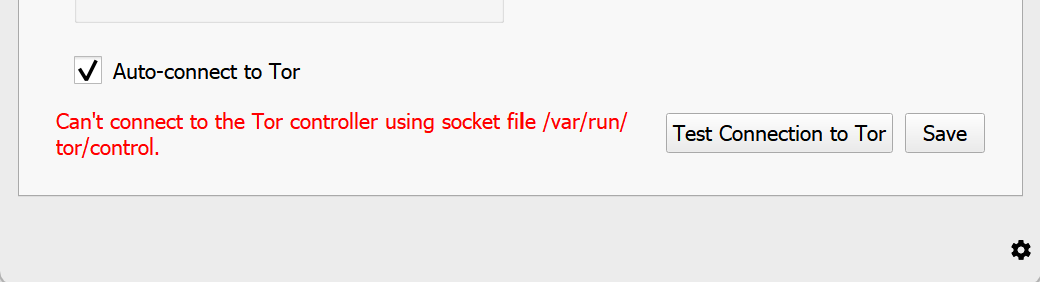 Auto-connect to Tor
Can't connect to the Tor controller using socket file /var/run/
tor/control.
Test Connection to Tor
Save